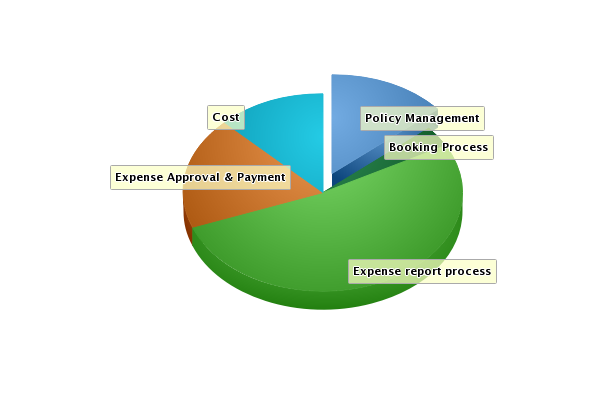 Cost
Policy Management
Booking Process
Expense Approval & Payment
Expense report process